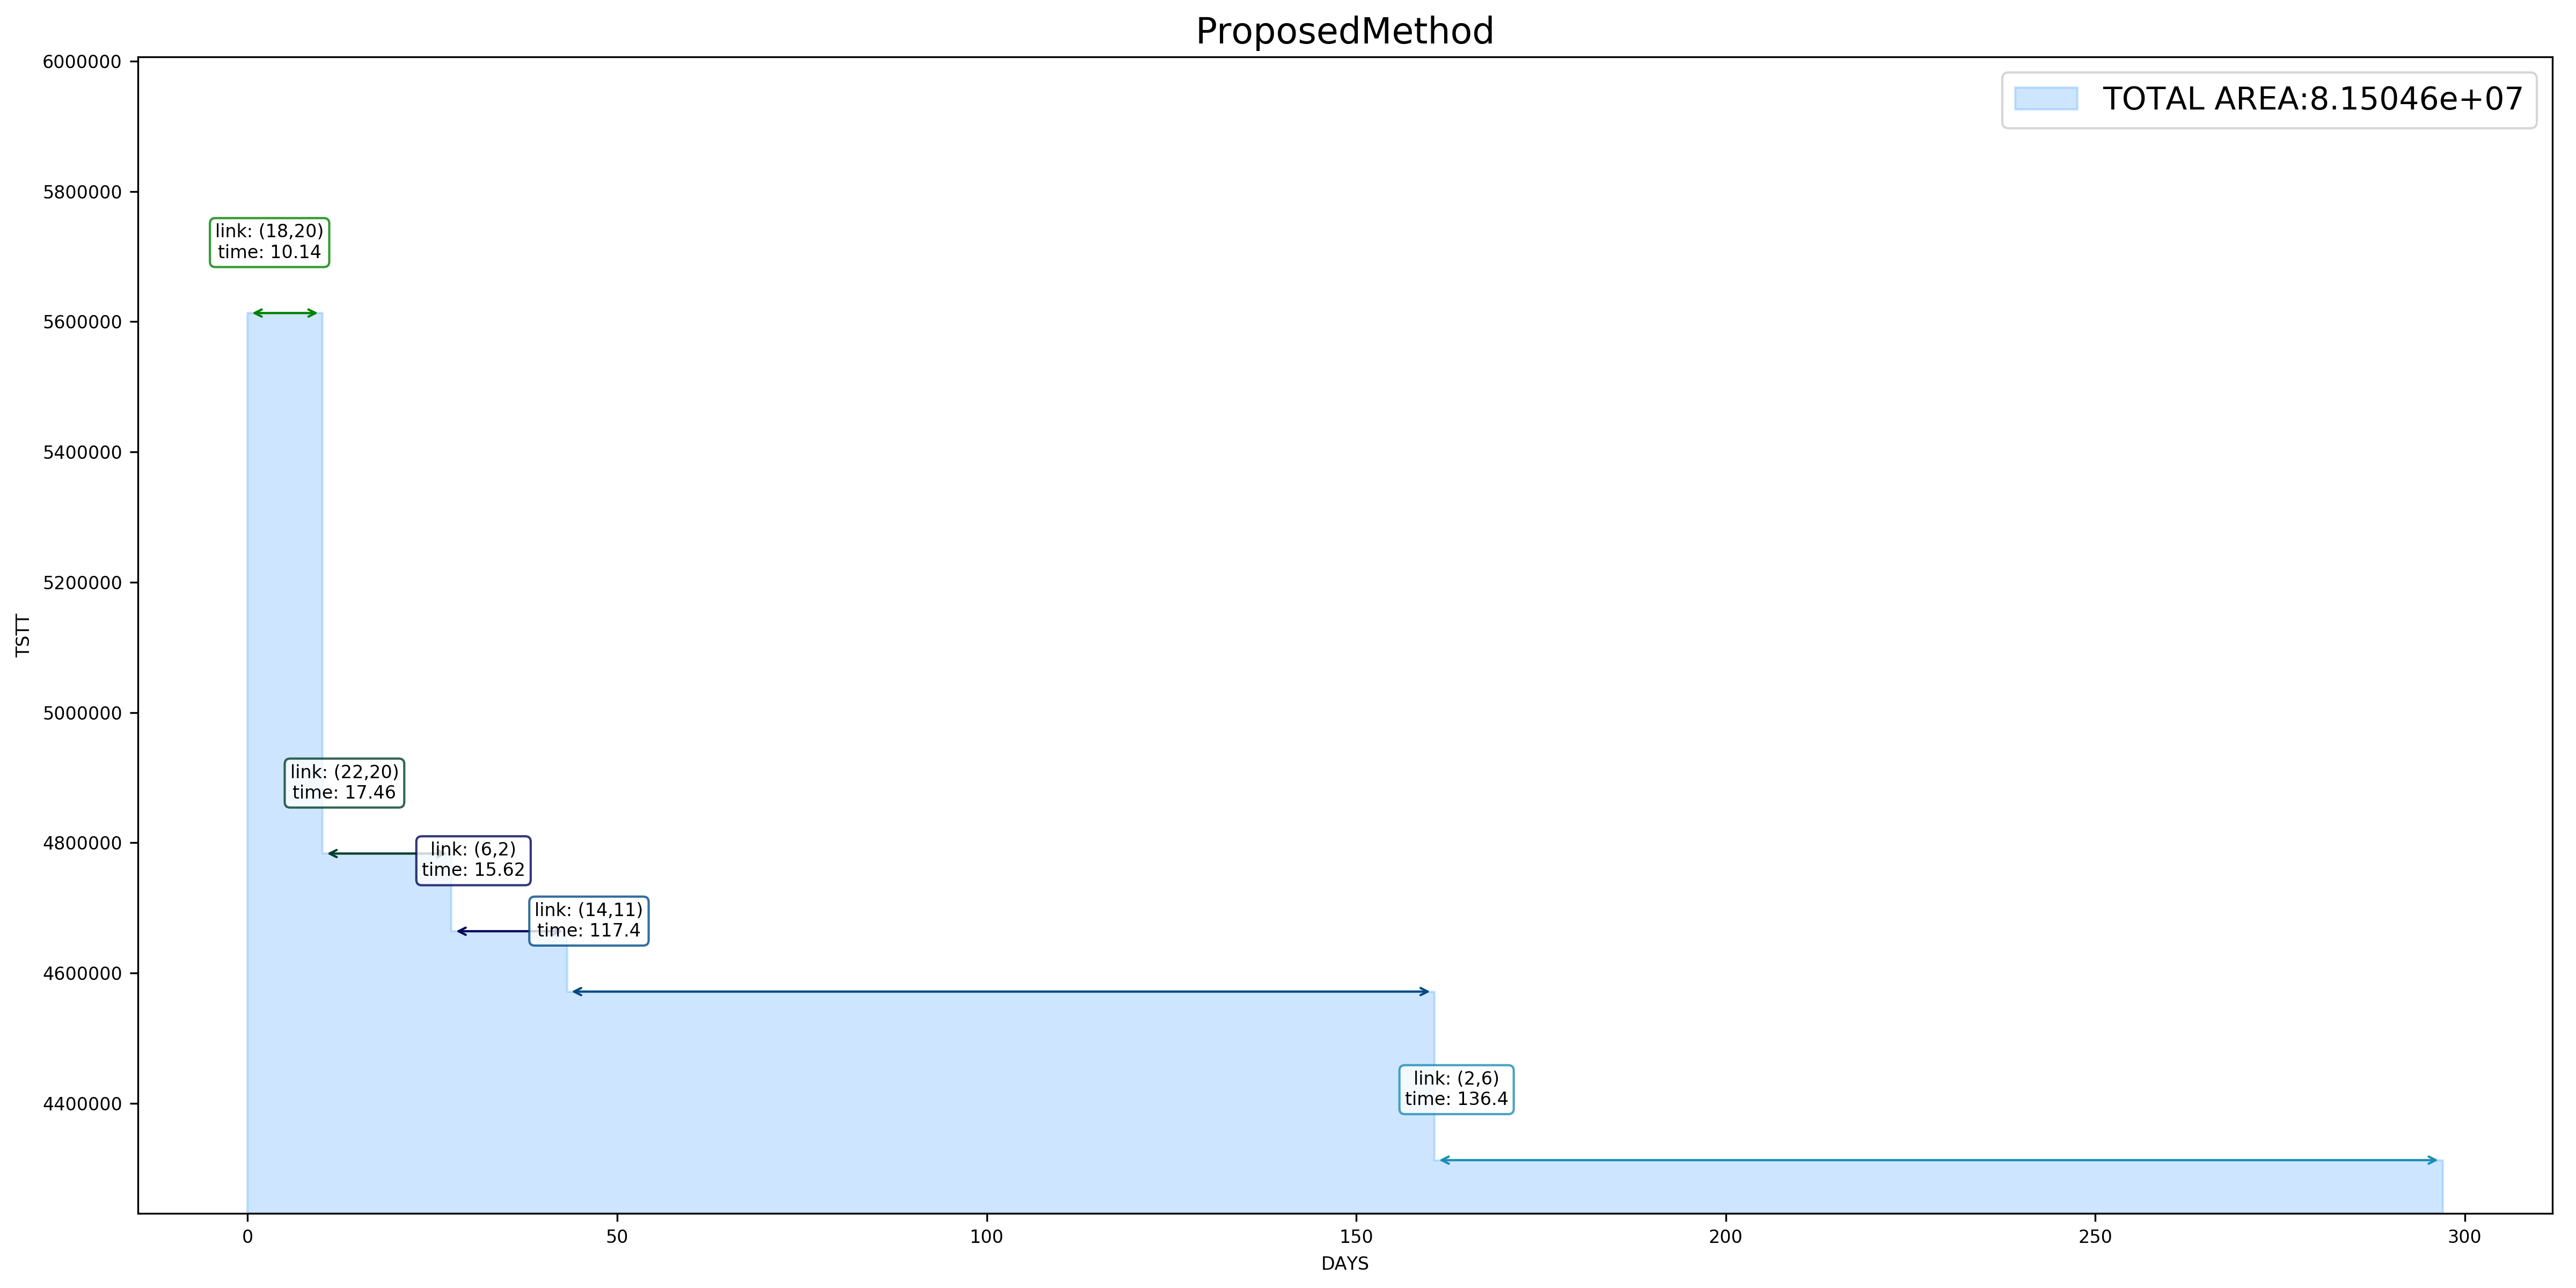 ProposedMethod
TOTAL AREA:8.15046e+07
6000000
5800000
5600000
5400000
5200000
5000000
4800000
4600000
4400000
TSTT
link: (18,20)
time: 10.14
link: (22,20)
time: 17.46
link: (6,2)
time: 15.62
link: (14,11)
time: 117.4
link: (2,6)
time: 136.4
0 50 100 150 200 250 300
DAYS